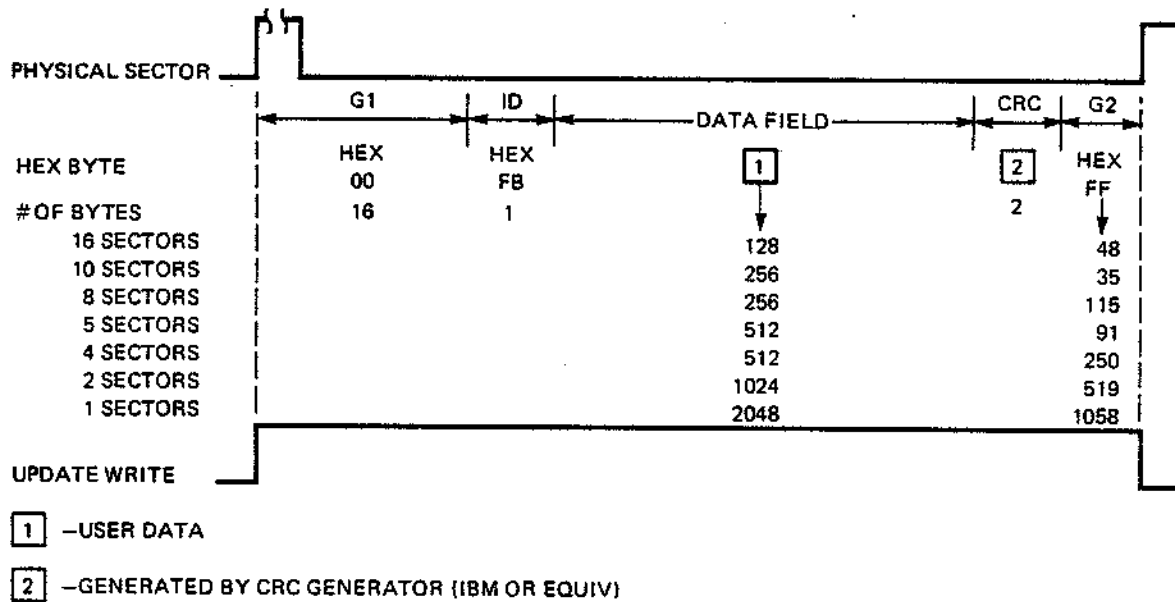 PHYSICAL SECTOR
G1 ID DATA FIELD CRC G2
HEX BYTE HEX 00 HEX FB 1 2 HEX FF
#OF BYTES 16 1 2
16 SECTORS 128 48
10 SECTORS 256 35
8 SECTORS 256 115
5 SECTORS 512 91
4 SECTORS 512 250
2 SECTORS 1024 519
1 SECTORS 2048 1058
UPDATE WRITE
1 –USER DATA
2 –GENERATED BY CRC GENERATOR (IBM OR EQUIV)